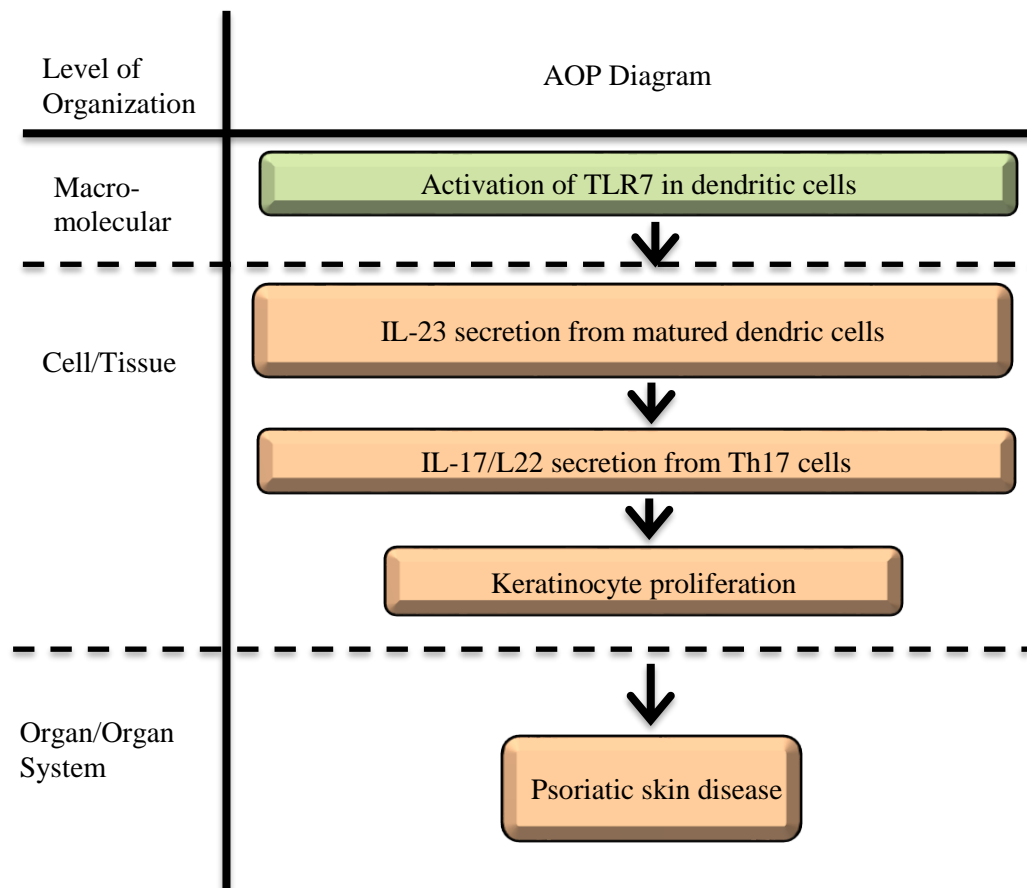 Level of
Organization
AOP Diagram
Macro-
molecular
Activation of TLR7 in dendritic cells
Cell/Tissue
IL-23 secretion from matured dendric cells
IL-17/L22 secretion from Th17 cells
Keratinocyte proliferation
Organ/Organ
System
Psoriatic skin disease